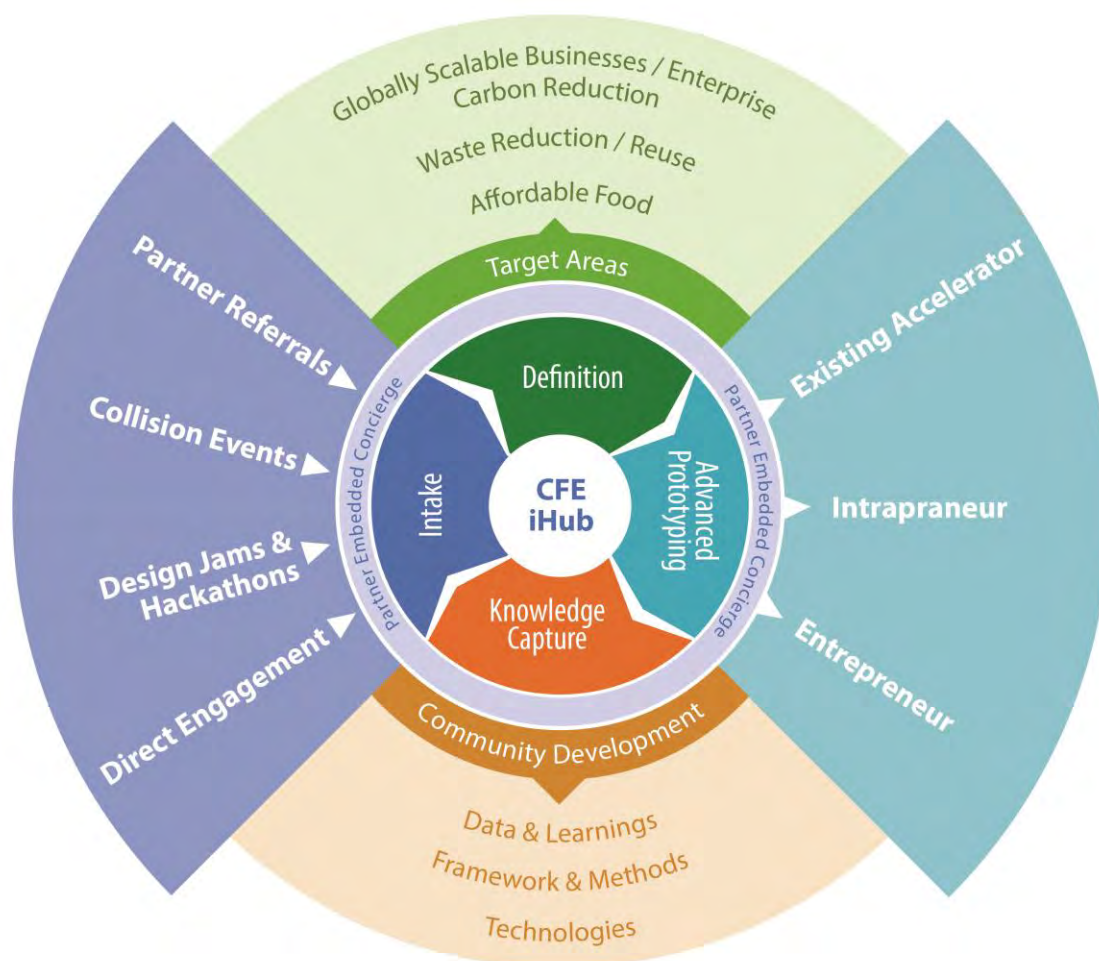 Globally Scalable Businesses / Enterprise
Carbon Reduction
Waste Reduction / Reuse
Affordable Food
Target Areas
Partner Referrals
Collision Events
Design Jams &
Hackathons
Direct Engagement
Partner Embedded Concierge
Intake
Definition
CFE
iHub
Advanced
Prototyping
Knowledge
Capture
Partner Embedded Concierge
Existing Accelerator
Intrapraneur
Entrepreneur
Community Development
Data & Learnings
Framework & Methods
Technologies